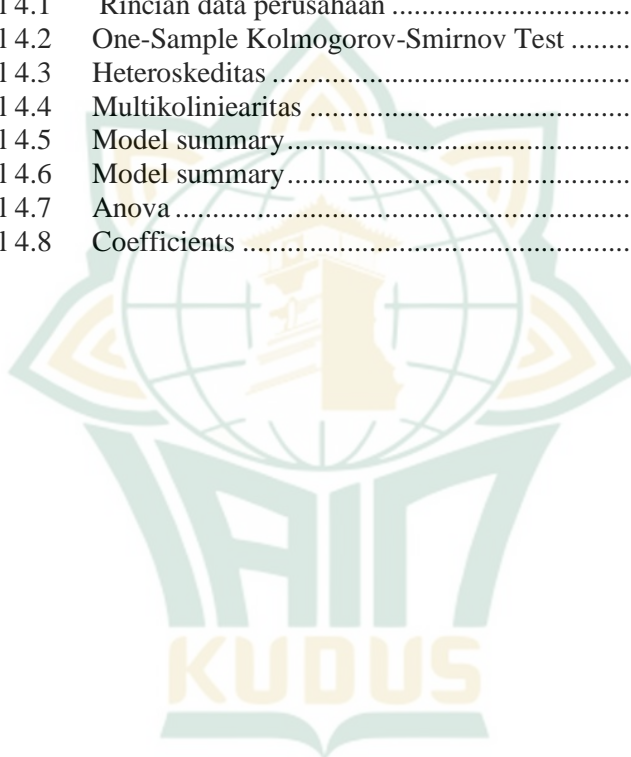 l 4.1 Rincian data perusahaan ..................................
l 4.2 One-Sample Kolmogorov-Smirnov Test ........
l 4.3 Heteroskeditas ..................................................
l 4.4 Multikoliniearitas .............................................
l 4.5 Model summary................................................
l 4.6 Model summary................................................
l 4.7 Anova ................................................................
l 4.8 Coefficients ......................................................
IAIN
KUDUS